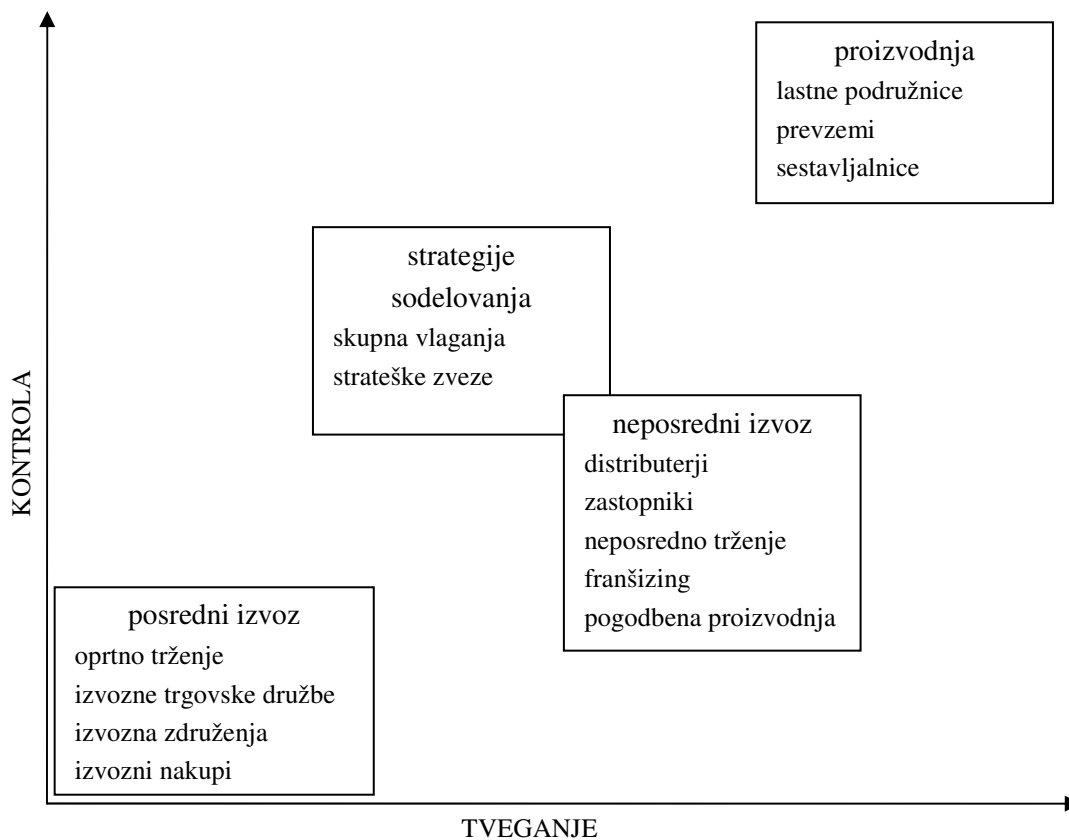 proizvodnja
lastne podružnice
prevzemi
sestavljalnice
strategije
sodelovanja
skupna vlaganja
strateške zveze
neposredni izvoz
distributerji
zastopniki
neposredno trženje
franšizing
pogodbena proizvodnja
posredni izvoz
oprtno trženje
izvozne trgovske družbe
izvozna združenja
izvozni nakupi
KONTROLA
TVEGANJE